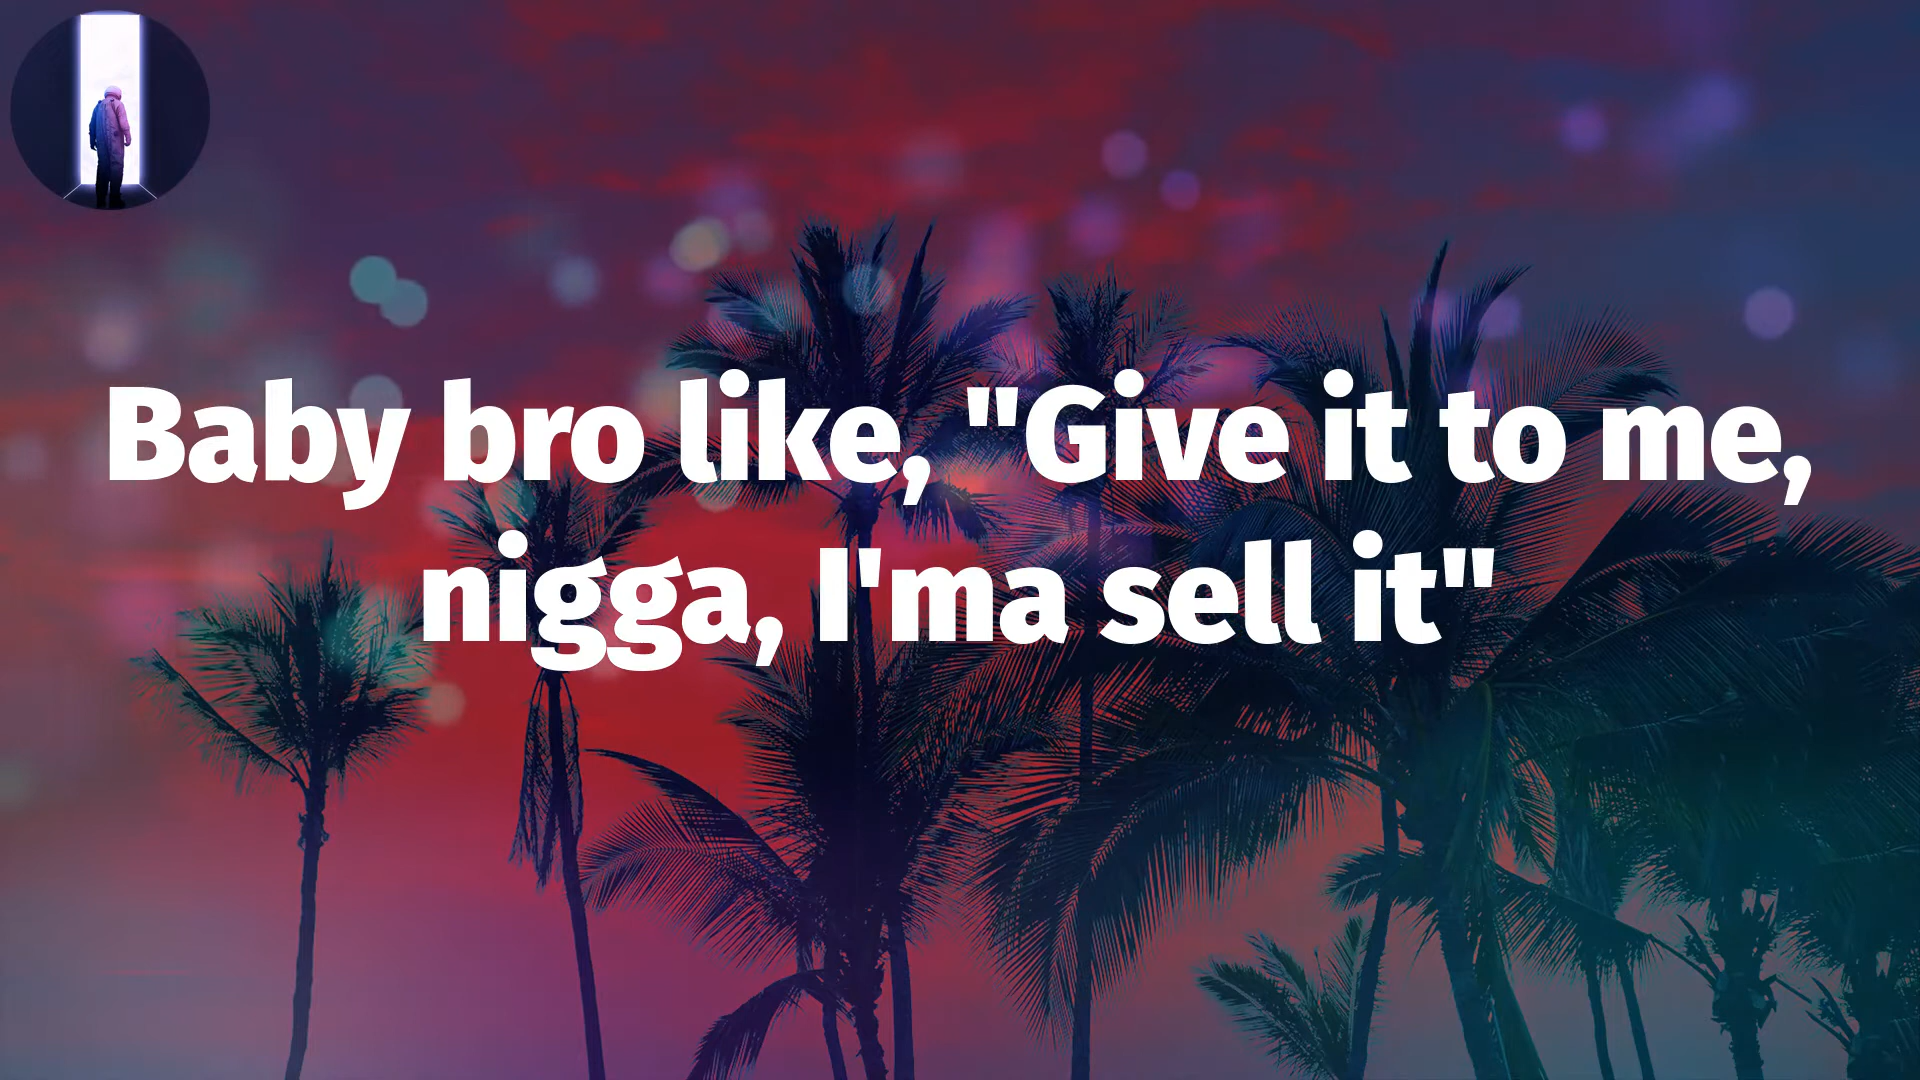 Baby bro like, "Give it to me,
nigga, I'ma sell it"